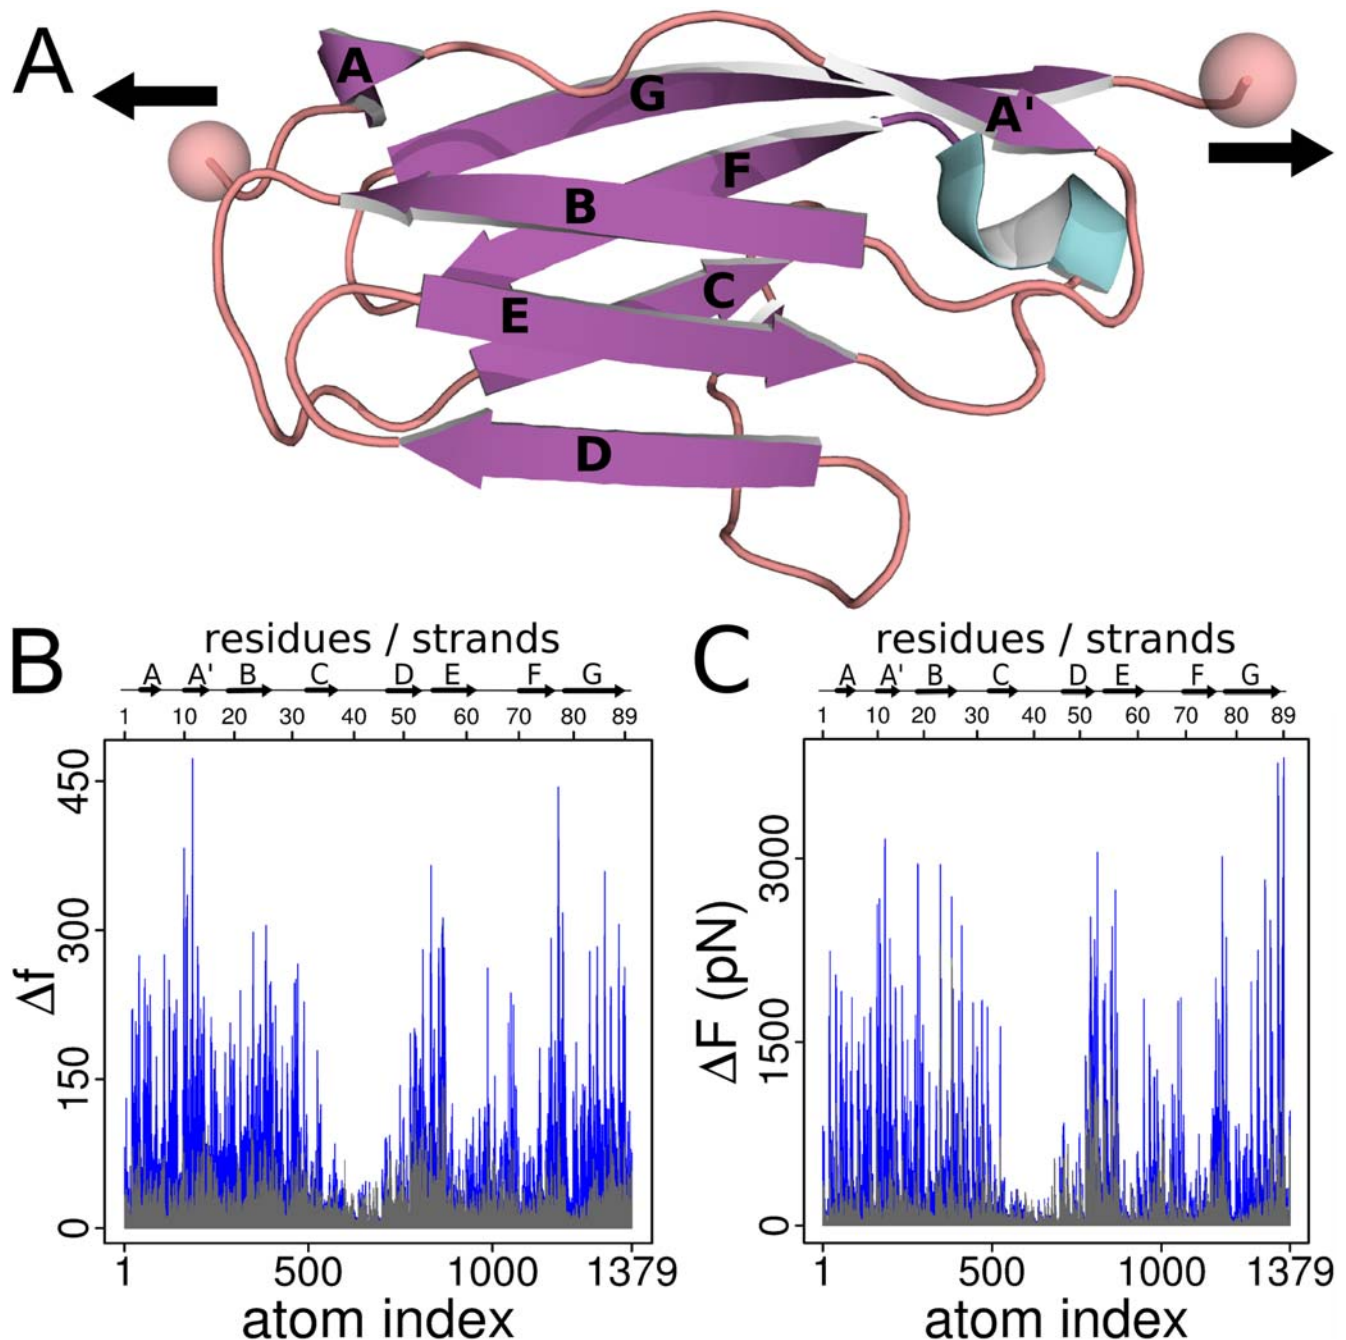 A
A
G
A'
F
B
C
E
D
B
residues / strands
A A' B C D E F G
1 10 20 30 40 50 60 70 80 89
Δf
450
300
150
0
1 500 1000 1379
atom index
C
residues / strands
A A' B C D E F G
1 10 20 30 40 50 60 70 80 89
ΔF (pN)
3000
1500
0
1 500 1000 1379
atom index